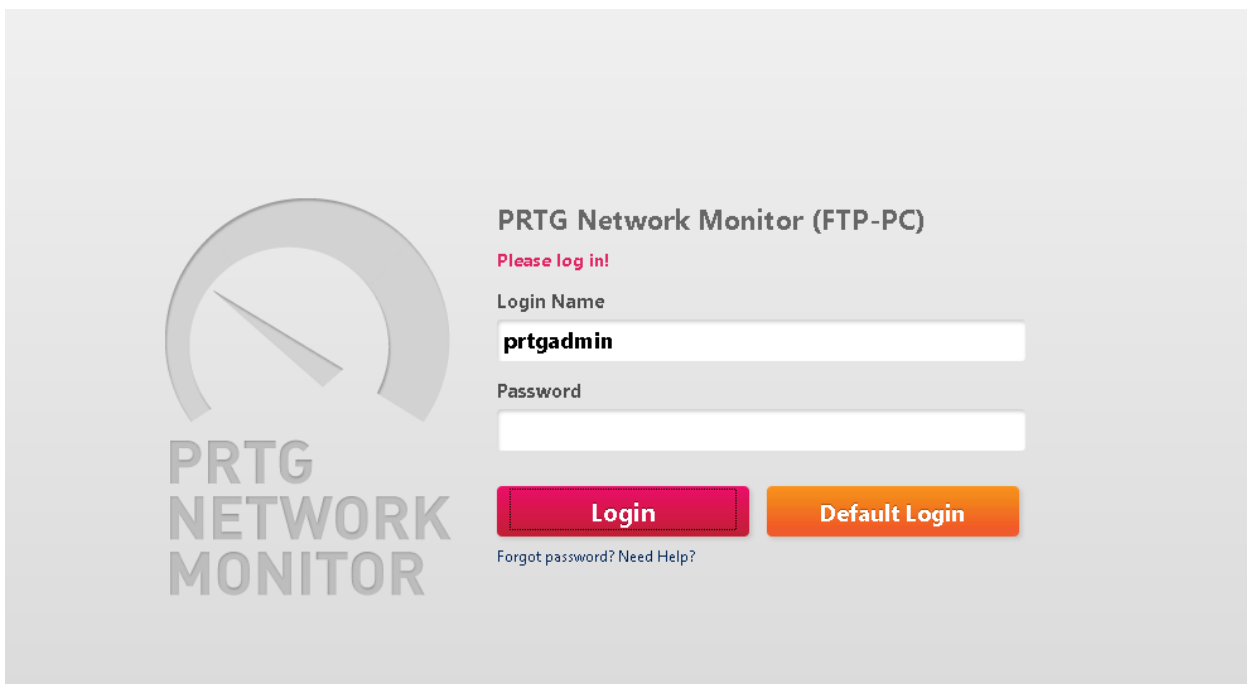 PRTG Network Monitor (FTP-PC)
Please log in!
Login Name
prtgadmin
Password
Login
Default Login
Forgot password? Need Help?
PRTG
NETWORK
MONITOR